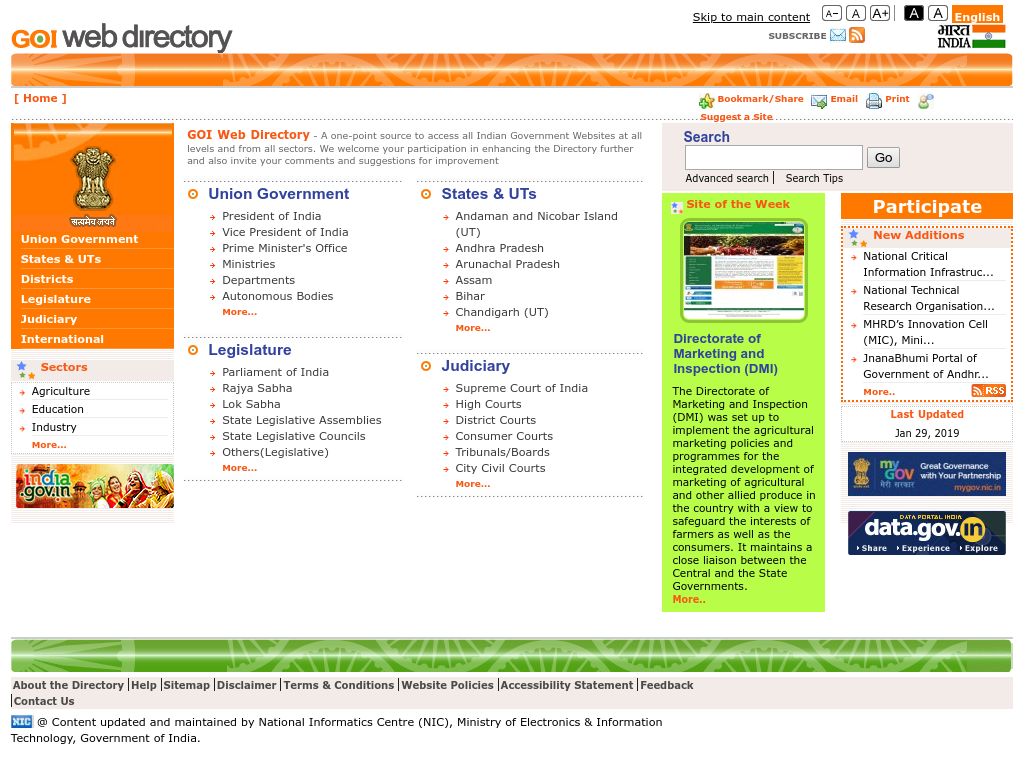 Skip to main content
A−
A
A+
A
A
English
GOI web directory
SUBSCRIBE
भारत
INDIA
[ Home ]
Bookmark/Share
Email
Print
Suggest a Site
सत्यमेव जयते
Union Government
States & UTs
Districts
Legislature
Judiciary
International
Sectors
Agriculture
Education
Industry
More...
india
.gov.in
GOI Web Directory - A one-point source to access all Indian Government Websites at all
levels and from all sectors. We welcome your participation in enhancing the Directory further
and also invite your comments and suggestions for improvement
Union Government
President of India
Vice President of India
Prime Minister's Office
Ministries
Departments
Autonomous Bodies
More...
Legislature
Parliament of India
Rajya Sabha
Lok Sabha
State Legislative Assemblies
State Legislative Councils
Others(Legislative)
More...
States & UTs
Andaman and Nicobar Island
(UT)
Andhra Pradesh
Arunachal Pradesh
Assam
Bihar
Chandigarh (UT)
More...
Judiciary
Supreme Court of India
High Courts
District Courts
Consumer Courts
Tribunals/Boards
City Civil Courts
More...
Search
Go
Advanced search
Search Tips
Site of the Week
Directorate of
Marketing and
Inspection (DMI)
The Directorate of
Marketing and Inspection
(DMI) was set up to
implement the agricultural
marketing policies and
programmes for the
integrated development of
marketing of agricultural
and other allied produce in
the country with a view to
safeguard the interests of
farmers as well as the
consumers. It maintains a
close liaison between the
Central and the State
Governments.
More..
Participate
New Additions
National Critical
Information Infrastruc...
National Technical
Research Organisation...
MHRD’s Innovation Cell
(MIC), Mini...
JnanaBhumi Portal of
Government of Andhr...
More..
RSS
Last Updated
Jan 29, 2019
my
GOV
मेरी सरकार
Great Governance
with Your Partnership
mygov.nic.in
DATA PORTAL INDIA
data.gov.in
Share
Experience
Explore
About the Directory
Help
Sitemap
Disclaimer
Terms & Conditions
Website Policies
Accessibility Statement
Feedback
Contact Us
NIC @ Content updated and maintained by National Informatics Centre (NIC), Ministry of Electronics & Information
Technology, Government of India.